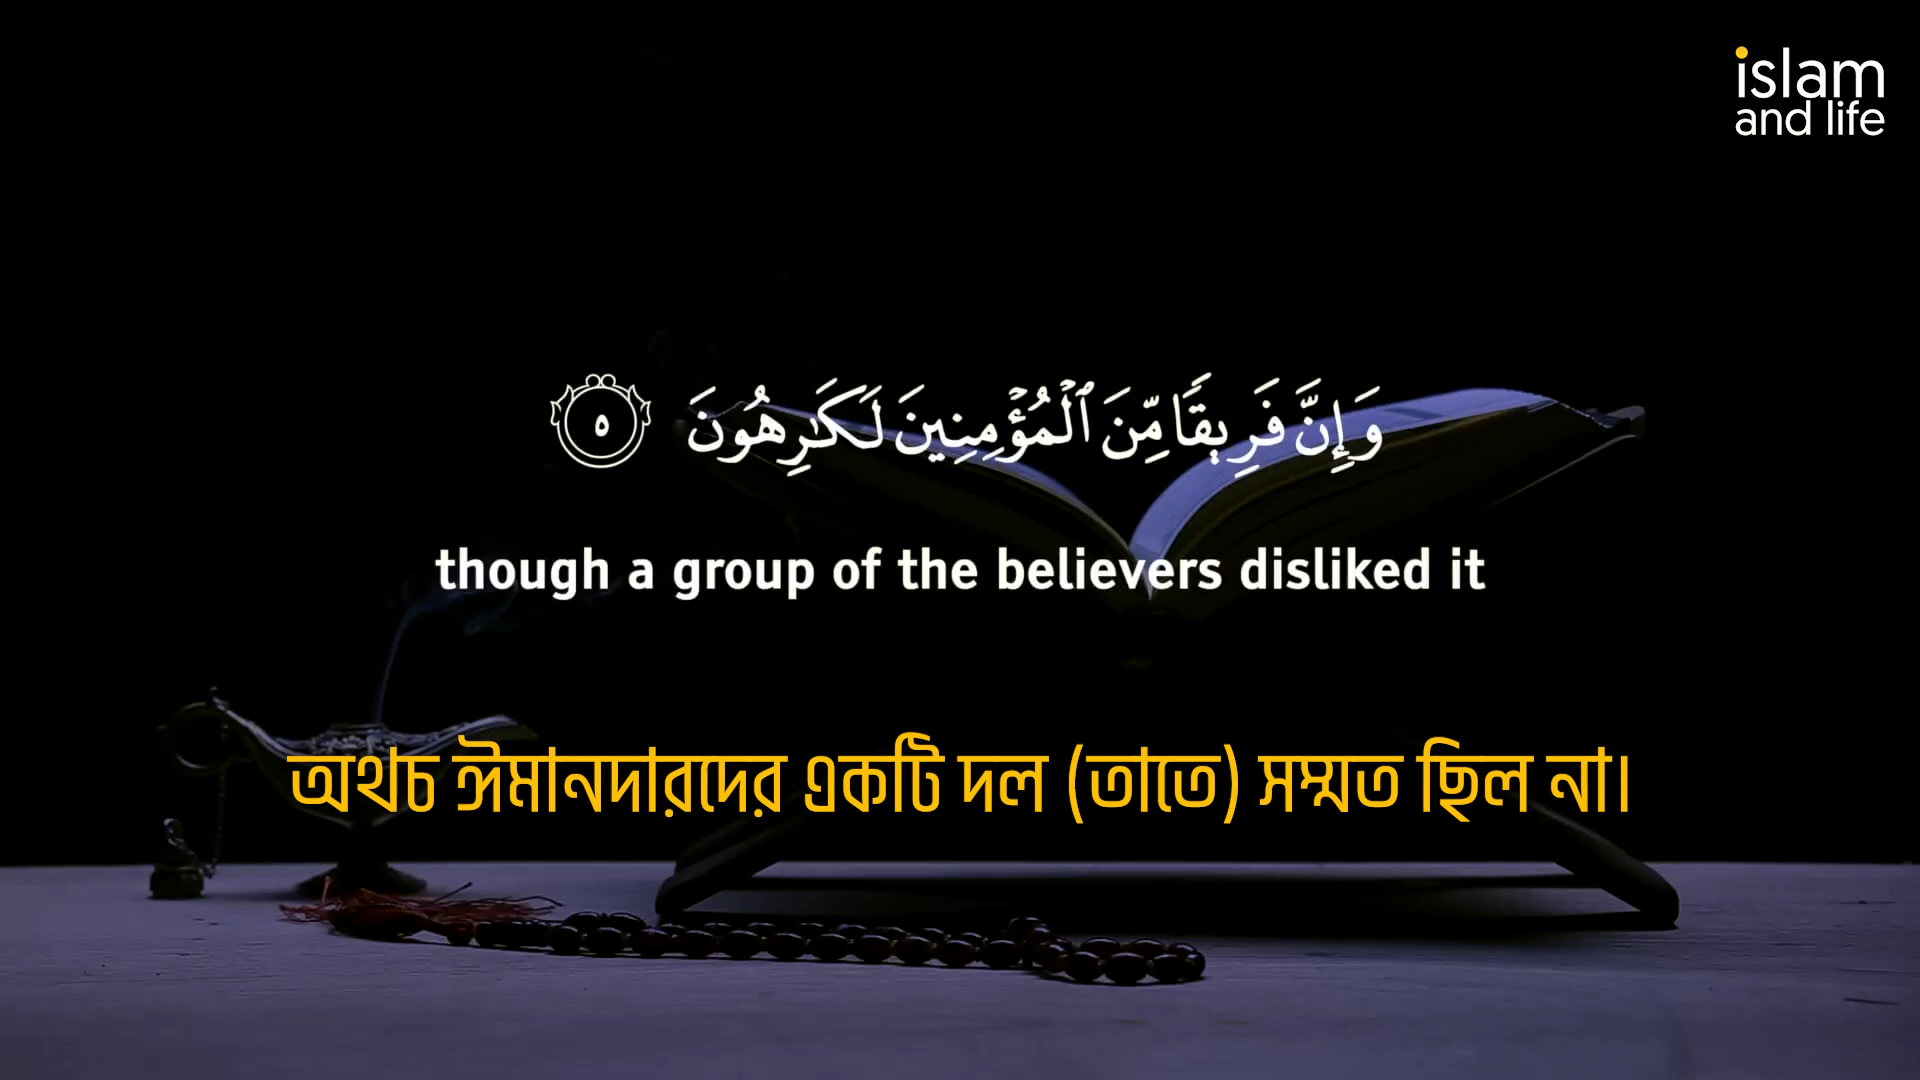 islam
and life
وَإِنَّ فَرِيقًا مِّنَ ٱلْمُؤْمِنِينَ لَكَـٰرِهُونَ ٥
though a group of the believers disliked it
অথচ ঈমানদারদের একটি দল (তাতে) সম্মত ছিল না।